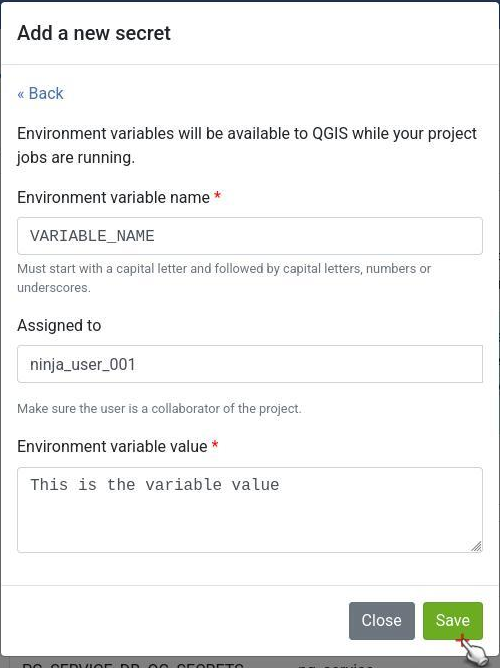 Add a new secret
« Back
Environment variables will be available to QGIS while your project
jobs are running.
Environment variable name *
VARIABLE_NAME
Must start with a capital letter and followed by capital letters, numbers or
underscores.
Assigned to
ninja_user_001
Make sure the user is a collaborator of the project.
Environment variable value *
This is the variable value
Close Save